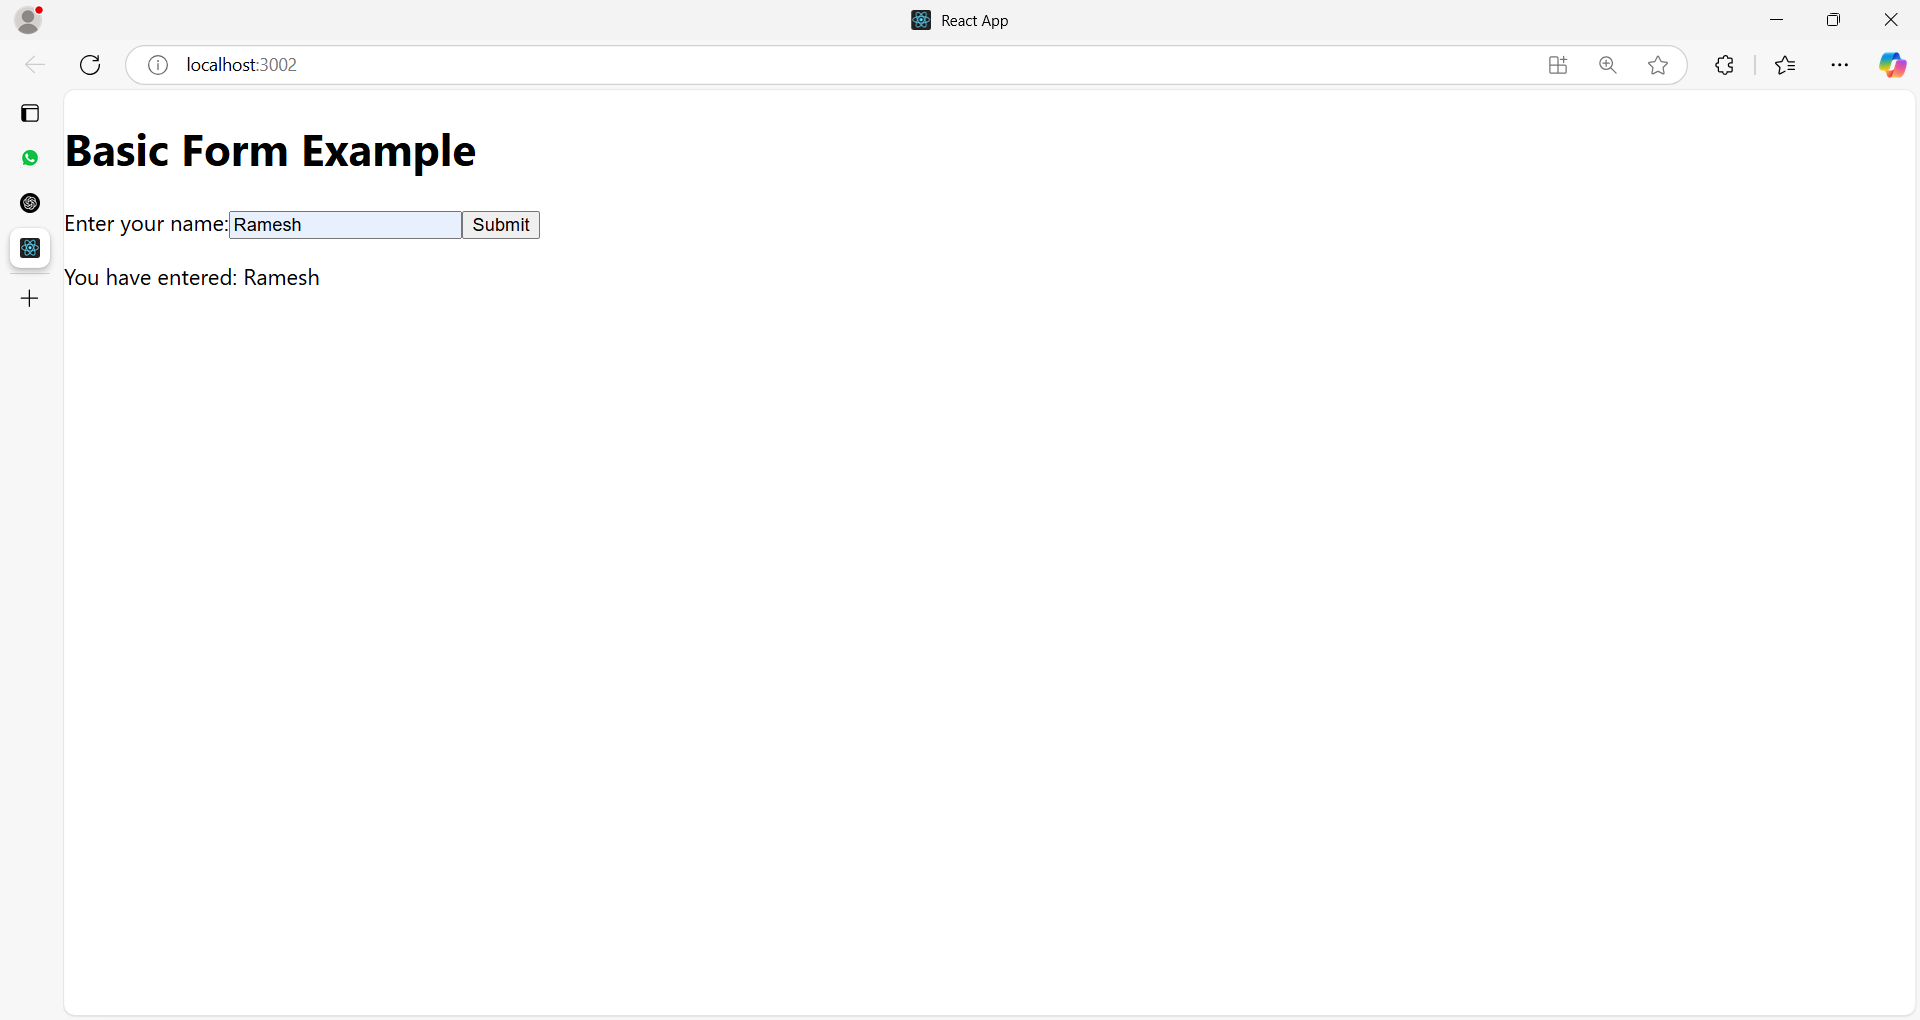 React App
localhost:3002
Basic Form Example
Enter your name: Ramesh Submit
You have entered: Ramesh